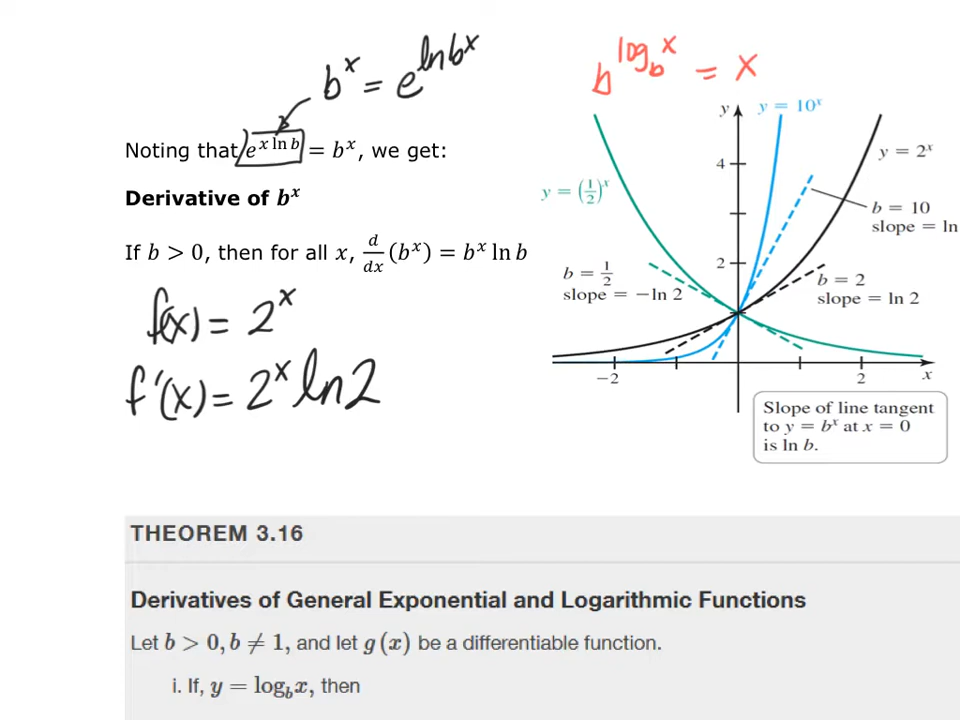 b^x = e^{ln b^x}
b^{log_b x} = x
Noting that e^{x ln b} = b^x, we get:
Derivative of b^x
If b > 0, then for all x, d/dx (b^x) = b^x ln b
f(x) = 2^x
f'(x) = 2^x ln 2
y
y = 10^x
4
y = 2^x
y = (1/2)^x
b = 10
slope = ln
2
b = 1/2
slope = −ln 2
b = 2
slope = ln 2
−2
2
x
Slope of line tangent
to y = b^x at x = 0
is ln b.
THEOREM 3.16
Derivatives of General Exponential and Logarithmic Functions
Let b > 0, b ≠ 1, and let g(x) be a differentiable function.
i. If, y = log_b x, then